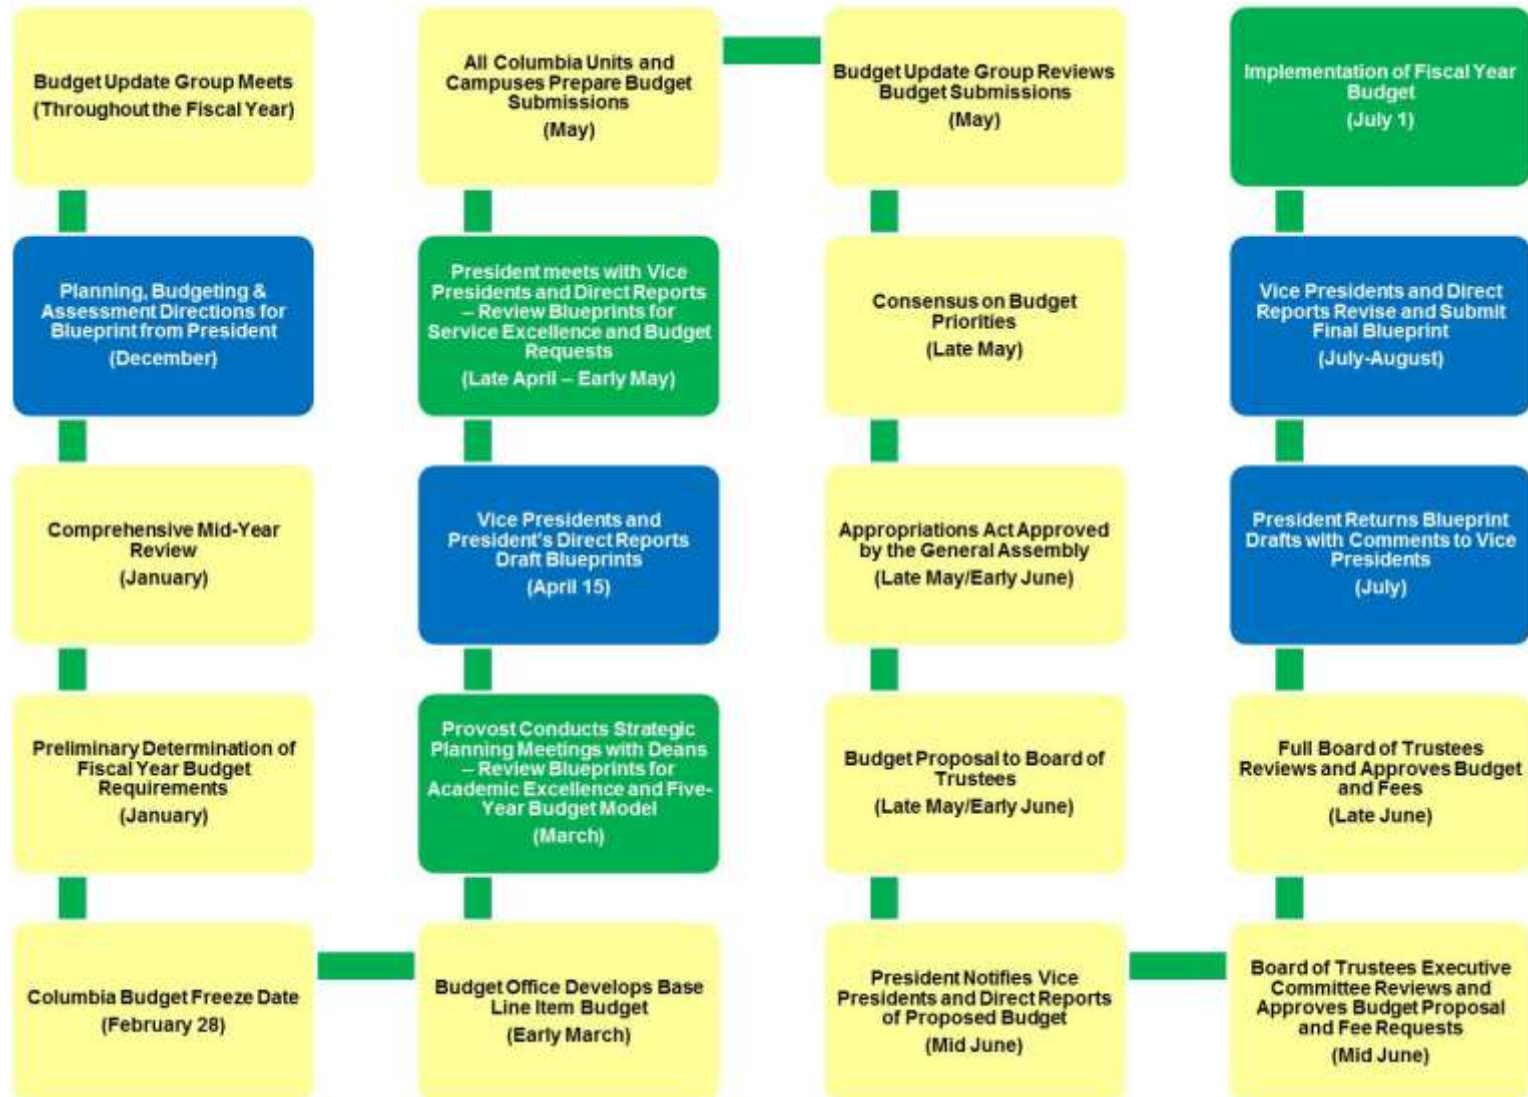 Budget Update Group Meets
(Throughout the Fiscal Year)
Planning, Budgeting &
Assessment Directions for
Blueprint from President
(December)
Comprehensive Mid-Year
Review
(January)
Preliminary Determination of
Fiscal Year Budget
Requirements
(January)
Columbia Budget Freeze Date
(February 28)
Budget Office Develops Base
Line Item Budget
(Early March)
Provost Conducts Strategic
Planning Meetings with Deans
– Review Blueprints for
Academic Excellence and Five-
Year Budget Model
(March)
Vice Presidents and
President's Direct Reports
Draft Blueprints
(April 15)
President meets with Vice
Presidents and Direct Reports
– Review Blueprints for
Service Excellence and Budget
Requests
(Late April – Early May)
All Columbia Units and
Campuses Prepare Budget
Submissions
(May)
Budget Update Group Reviews
Budget Submissions
(May)
Consensus on Budget
Priorities
(Late May)
Appropriations Act Approved
by the General Assembly
(Late May/Early June)
Budget Proposal to Board of
Trustees
(Late May/Early June)
President Notifies Vice
Presidents and Direct Reports
of Proposed Budget
(Mid June)
Board of Trustees Executive
Committee Reviews and
Approves Budget Proposal
and Fee Requests
(Mid June)
Full Board of Trustees
Reviews and Approves Budget
and Fees
(Late June)
President Returns Blueprint
Drafts with Comments to Vice
Presidents
(July)
Vice Presidents and Direct
Reports Revise and Submit
Final Blueprint
(July-August)
Implementation of Fiscal Year
Budget
(July 1)